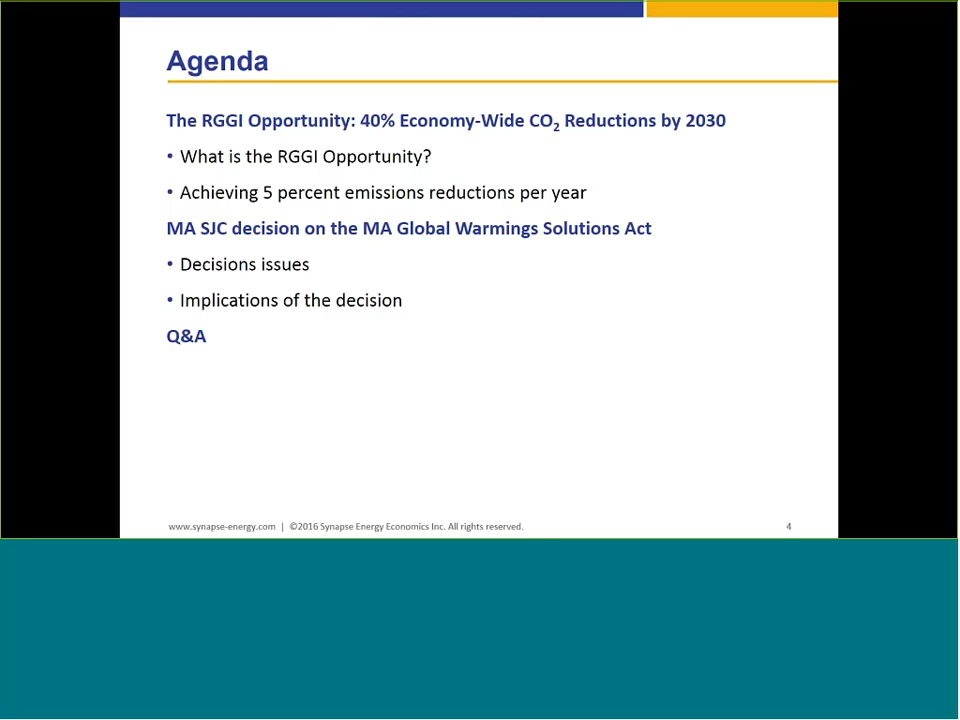 Agenda
The RGGI Opportunity: 40% Economy-Wide CO2 Reductions by 2030
• What is the RGGI Opportunity?
• Achieving 5 percent emissions reductions per year
MA SJC decision on the MA Global Warmings Solutions Act
• Decisions issues
• Implications of the decision
Q&A
www.synapse-energy.com | ©2016 Synapse Energy Economics Inc. All rights reserved. 4